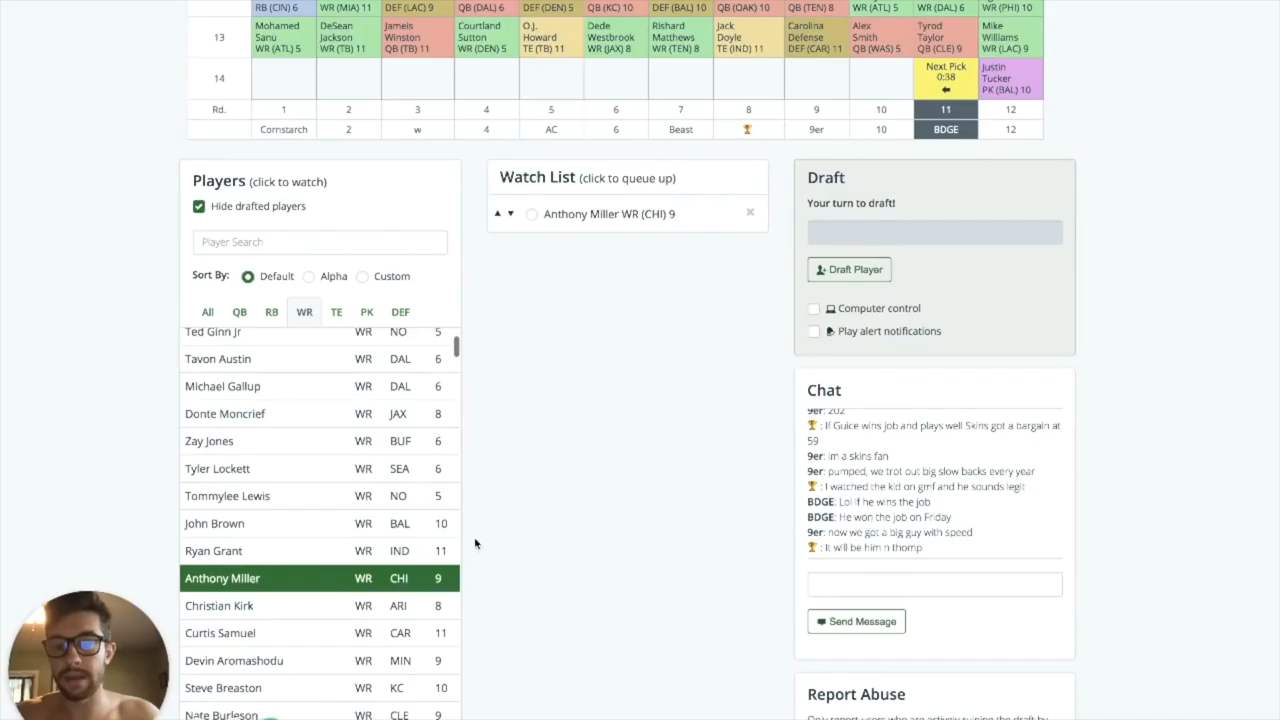 RB (CIN) 6 WR (MIA) 11 DEF (LAC) 9 QB (DAL) 6 DEF (DEN) 5 QB (KC) 10 DEF (BAL) 10 QB (OAK) 10 QB (TEN) 8 WR (ATL) 5 WR (DAL) 6 WR (PHI) 10
13
Mohamed Sanu WR (ATL) 5
DeSean Jackson WR (TB) 11
Jameis Winston QB (TB) 11
Courtland Sutton WR (DEN) 5
O.J. Howard TE (TB) 11
Dede Westbrook WR (JAX) 8
Rishard Matthews WR (TEN) 8
Jack Doyle TE (IND) 11
Carolina Defense DEF (CAR) 11
Alex Smith QB (WAS) 5
Tyrod Taylor QB (CLE) 9
Mike Williams WR (LAC) 9
14
Next Pick
0:38
Justin Tucker PK (BAL) 10
Rd. 1 2 3 4 5 6 7 8 9 10 11 12
Cornstarch 2 w 4 AC 6 Beast 🏆 9er 10 BDGE 12
Players (click to watch)
Hide drafted players
Player Search
Sort By: Default Alpha Custom
All QB RB WR TE PK DEF
Ted Ginn Jr WR NO 5
Tavon Austin WR DAL 6
Michael Gallup WR DAL 6
Donte Moncrief WR JAX 8
Zay Jones WR BUF 6
Tyler Lockett WR SEA 6
Tommylee Lewis WR NO 5
John Brown WR BAL 10
Ryan Grant WR IND 11
Anthony Miller WR CHI 9
Christian Kirk WR ARI 8
Curtis Samuel WR CAR 11
Devin Aromashodu WR MIN 9
Steve Breaston WR KC 10
Nate Burleson WR CLE 9
Watch List (click to queue up)
Anthony Miller WR (CHI) 9
Draft
Your turn to draft!
Draft Player
Computer control
Play alert notifications
Chat
9er: 202
🏆 : If Guice wins job and plays well Skins got a bargain at
59
9er: im a skins fan
9er: pumped, we trot out big slow backs every year
🏆 : I watched the kid on gmf and he sounds legit
BDGE: Lol if he wins the job
BDGE: He won the job on Friday
9er: now we got a big guy with speed
🏆 : It will be him n thomp
Send Message
Report Abuse
Only report users who are actively ruining the draft by